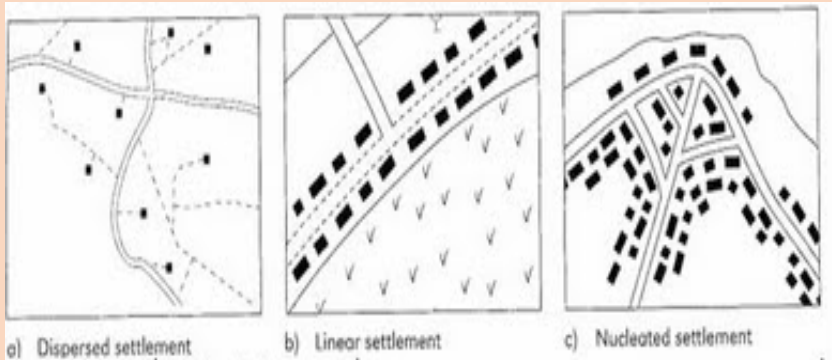 a) Dispersed settlement
b) Linear settlement
c) Nucleated settlement